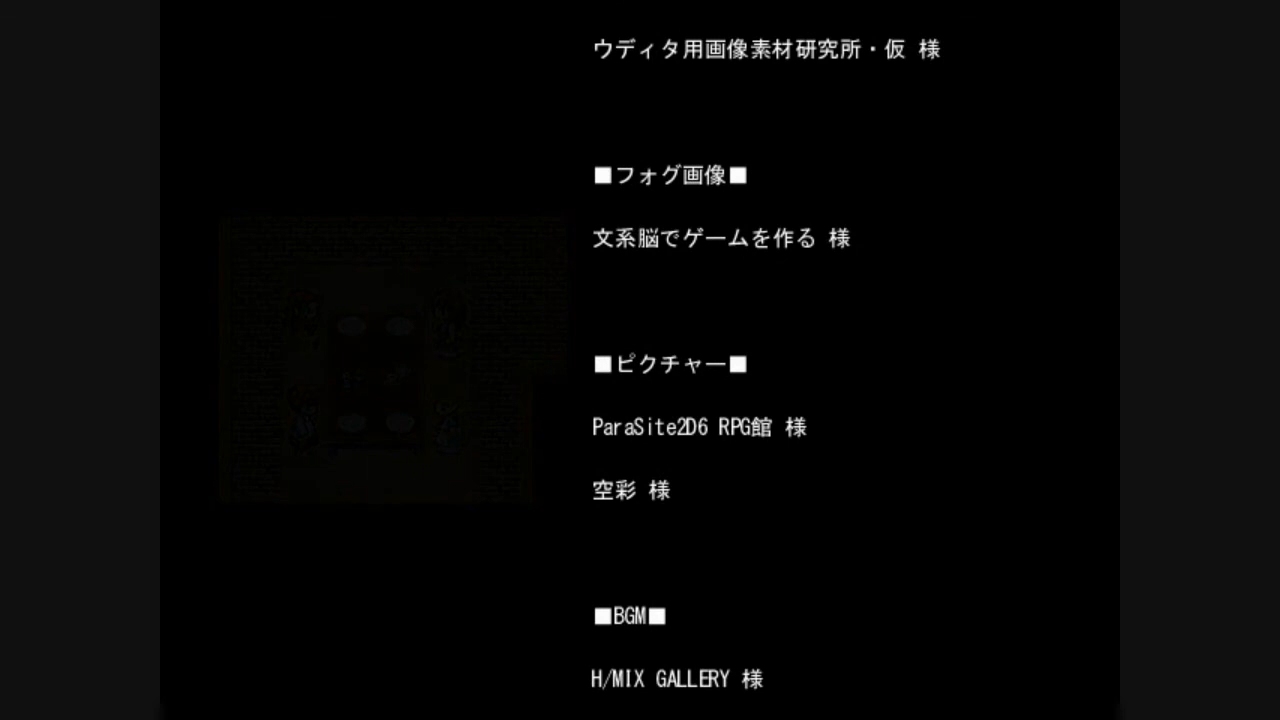 ウディタ用画像素材研究所・仮 様
■フォグ画像■
文系脳でゲームを作る 様
■ピクチャー■
ParaSite2D6 RPG館 様
空彩 様
■BGM■
H/MIX GALLERY 様